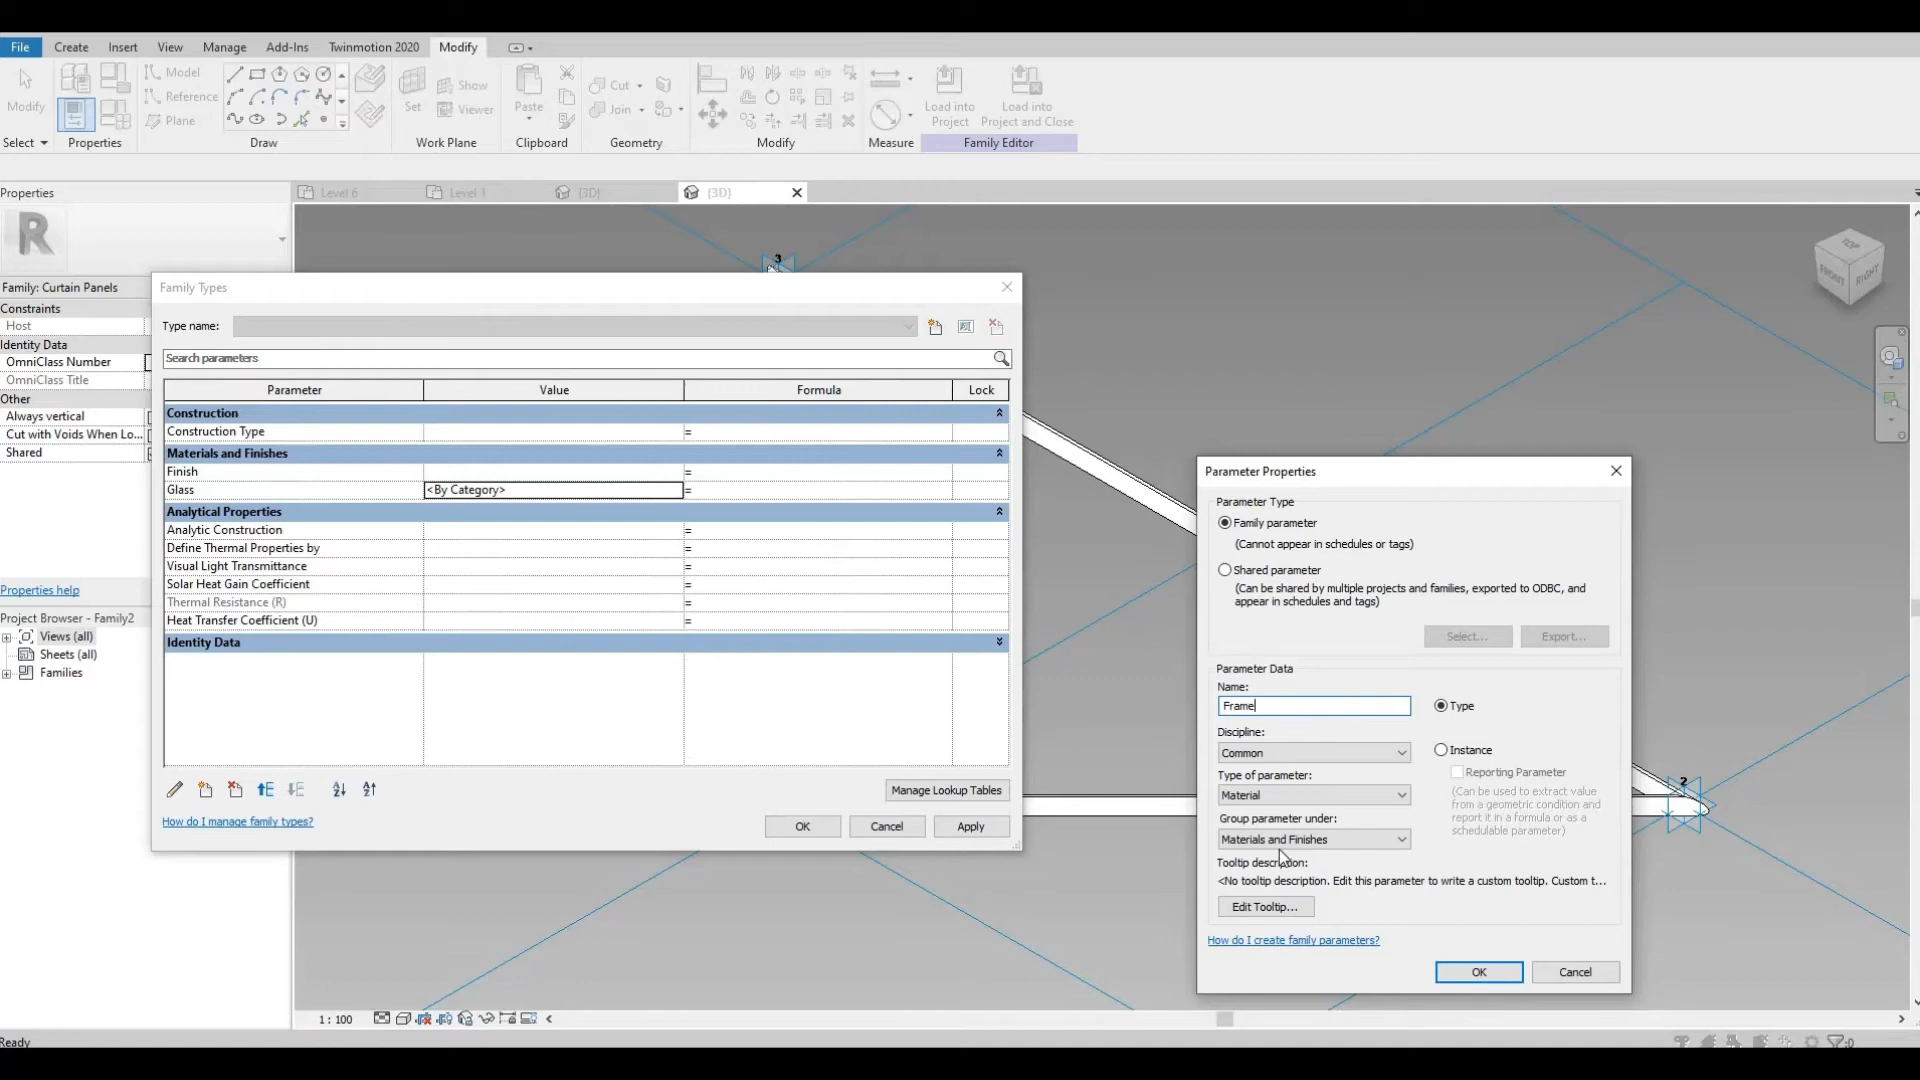 File Create Insert View Manage Add-Ins Twinmotion 2020 Modify
Modify
Model
Reference
Plane
Set
Show
Viewer
Paste
Cut
Join
Load into
Project
Load into
Project and Close
Select Properties Draw Work Plane Clipboard Geometry Modify Measure Family Editor
Properties
Level 6 Level 1 {3D} {3D}
R
Family: Curtain Panels
Constraints
Host
Identity Data
OmniClass Number
OmniClass Title
Other
Always vertical
Cut with Voids When Lo...
Shared
Properties help
Project Browser - Family2
Views (all)
Sheets (all)
Families
3
TOP
FRONT
RIGHT
2
Family Types
Type name:
Search parameters
Parameter Value Formula Lock
Construction
Construction Type =
Materials and Finishes
Finish =
Glass <By Category> =
Analytical Properties
Analytic Construction =
Define Thermal Properties by =
Visual Light Transmittance =
Solar Heat Gain Coefficient =
Thermal Resistance (R) =
Heat Transfer Coefficient (U) =
Identity Data
Manage Lookup Tables
How do I manage family types?
OK Cancel Apply
Parameter Properties
Parameter Type
Family parameter
(Cannot appear in schedules or tags)
Shared parameter
(Can be shared by multiple projects and families, exported to ODBC, and
appear in schedules and tags)
Select... Export...
Parameter Data
Name:
Frame
Type
Discipline:
Common
Instance
Reporting Parameter
(Can be used to extract value
from a geometric condition and
report it in a formula or as a
schedulable parameter)
Type of parameter:
Material
Group parameter under:
Materials and Finishes
Tooltip description:
<No tooltip description. Edit this parameter to write a custom tooltip. Custom t...
Edit Tooltip...
How do I create family parameters?
OK Cancel
1 : 100
Ready
:0